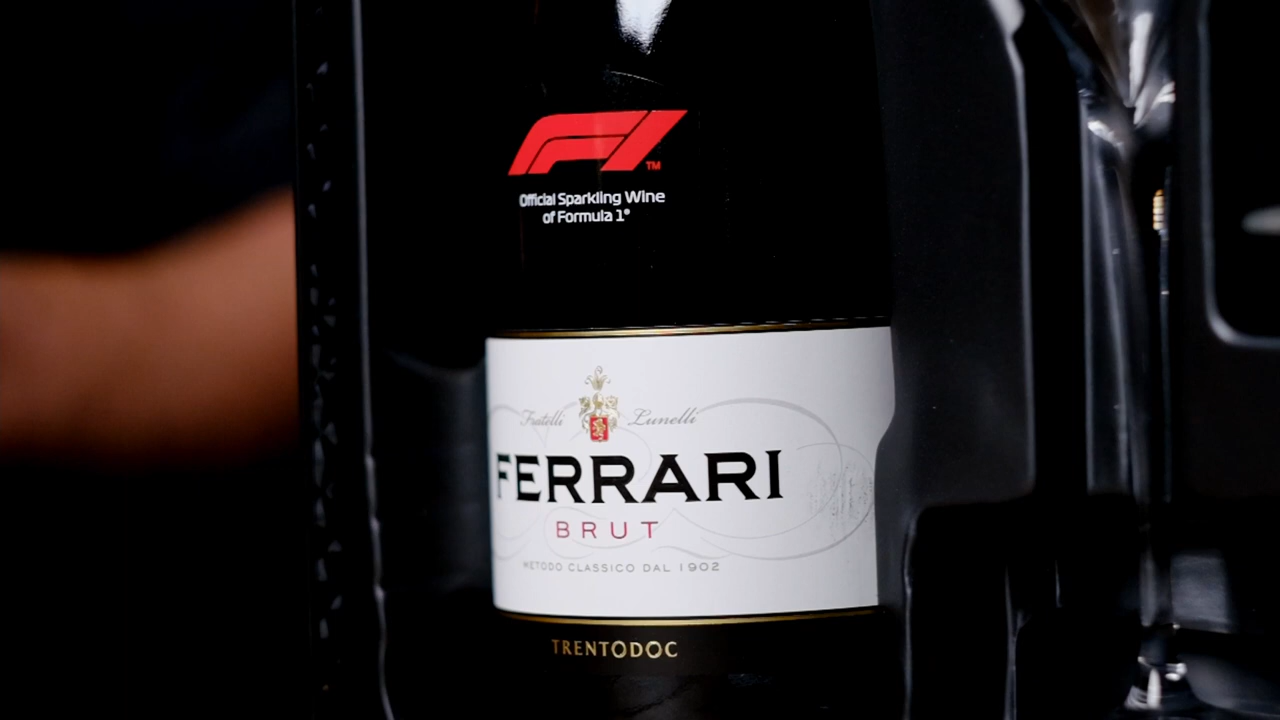 F1 TM
Official Sparkling Wine
of Formula 1®
Fratelli Lunelli
FERRARI
BRUT
METODO CLASSICO DAL 1902
TRENTODOC